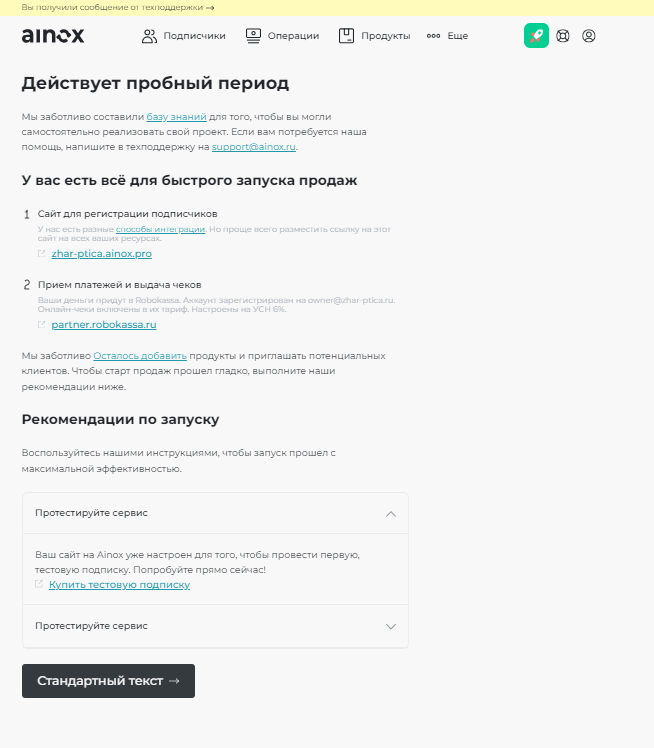 Вы получили сообщение от техподдержки →
ainox
Подписчики
Операции
Продукты
Еще
Действует пробный период
Мы заботливо составили базу знаний для того, чтобы вы могли
самостоятельно реализовать свой проект. Если вам потребуется наша
помощь, напишите в техподдержку на support@ainox.ru.
У вас есть всё для быстрого запуска продаж
1 Сайт для регистрации подписчиков
У нас есть разные способы интеграции. Но проще всего разместить ссылку на этот
сайт на всех ваших ресурсах.
zhar-ptica.ainox.pro
2 Прием платежей и выдача чеков
Ваши деньги придут в Robokassa. Аккаунт зарегистрирован на owner@zhar-ptica.ru.
Онлайн-чеки включены в их тариф. Настроены на УСН 6%.
partner.robokassa.ru
Мы заботливо Осталось добавить продукты и приглашать потенциальных
клиентов. Чтобы старт продаж прошел гладко, выполните наши
рекомендации ниже.
Рекомендации по запуску
Воспользуйтесь нашими инструкциями, чтобы запуск прошел с
максимальной эффективностью.
Протестируйте сервис
Ваш сайт на Ainox уже настроен для того, чтобы провести первую,
тестовую подписку. Попробуйте прямо сейчас!
Купить тестовую подписку
Протестируйте сервис
Стандартный текст →